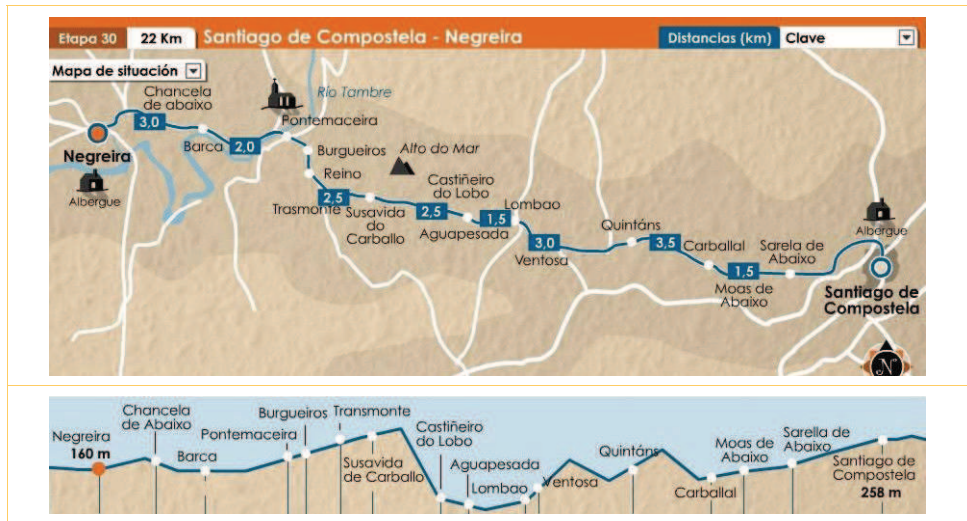 Etapa 30
22 Km
Santiago de Compostela - Negreira
Distancias (km)
Clave
Mapa de situación
Chancela
de abaixo
Río Tambre
3,0
Pontemaceira
Negreira
Barca
2,0
Burgueiros
Alto do Mar
Reino
Castiñeiro
do Lobo
Albergue
Trasmonte
2,5
Susavida
do
Carballo
2,5
Aguapesada
1,5
Lombao
Quintáns
Albergue
3,0
Ventosa
3,5
Carballal
Sarela de
Abaixo
1,5
Moas de
Abaixo
Santiago de
Compostela
N
Negreira
160 m
Chancela
de Abaixo
Barca
Pontemaceira
Burgueiros
Transmonte
Susavida
de Carballo
Castiñeiro
do Lobo
Aguapesada
Lombao
Ventosa
Quintáns
Carballal
Moas de
Abaixo
Sarella de
Abaixo
Santiago de
Compostela
258 m